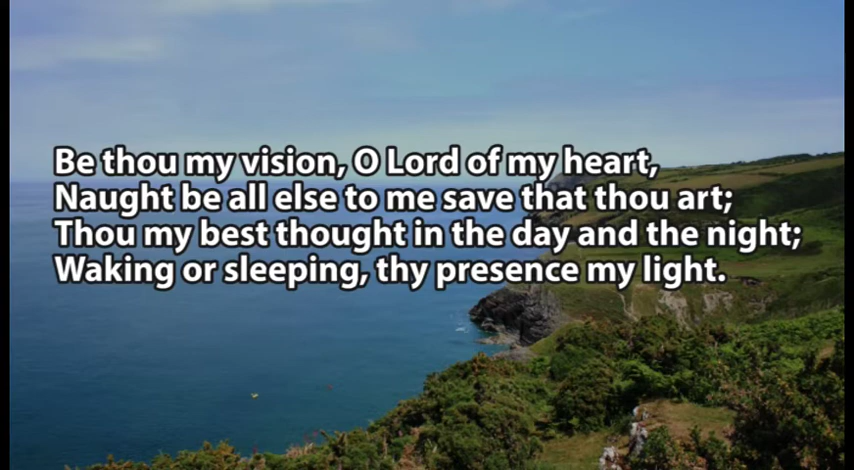 Be thou my vision, O Lord of my heart,
Naught be all else to me save that thou art;
Thou my best thought in the day and the night;
Waking or sleeping, thy presence my light.